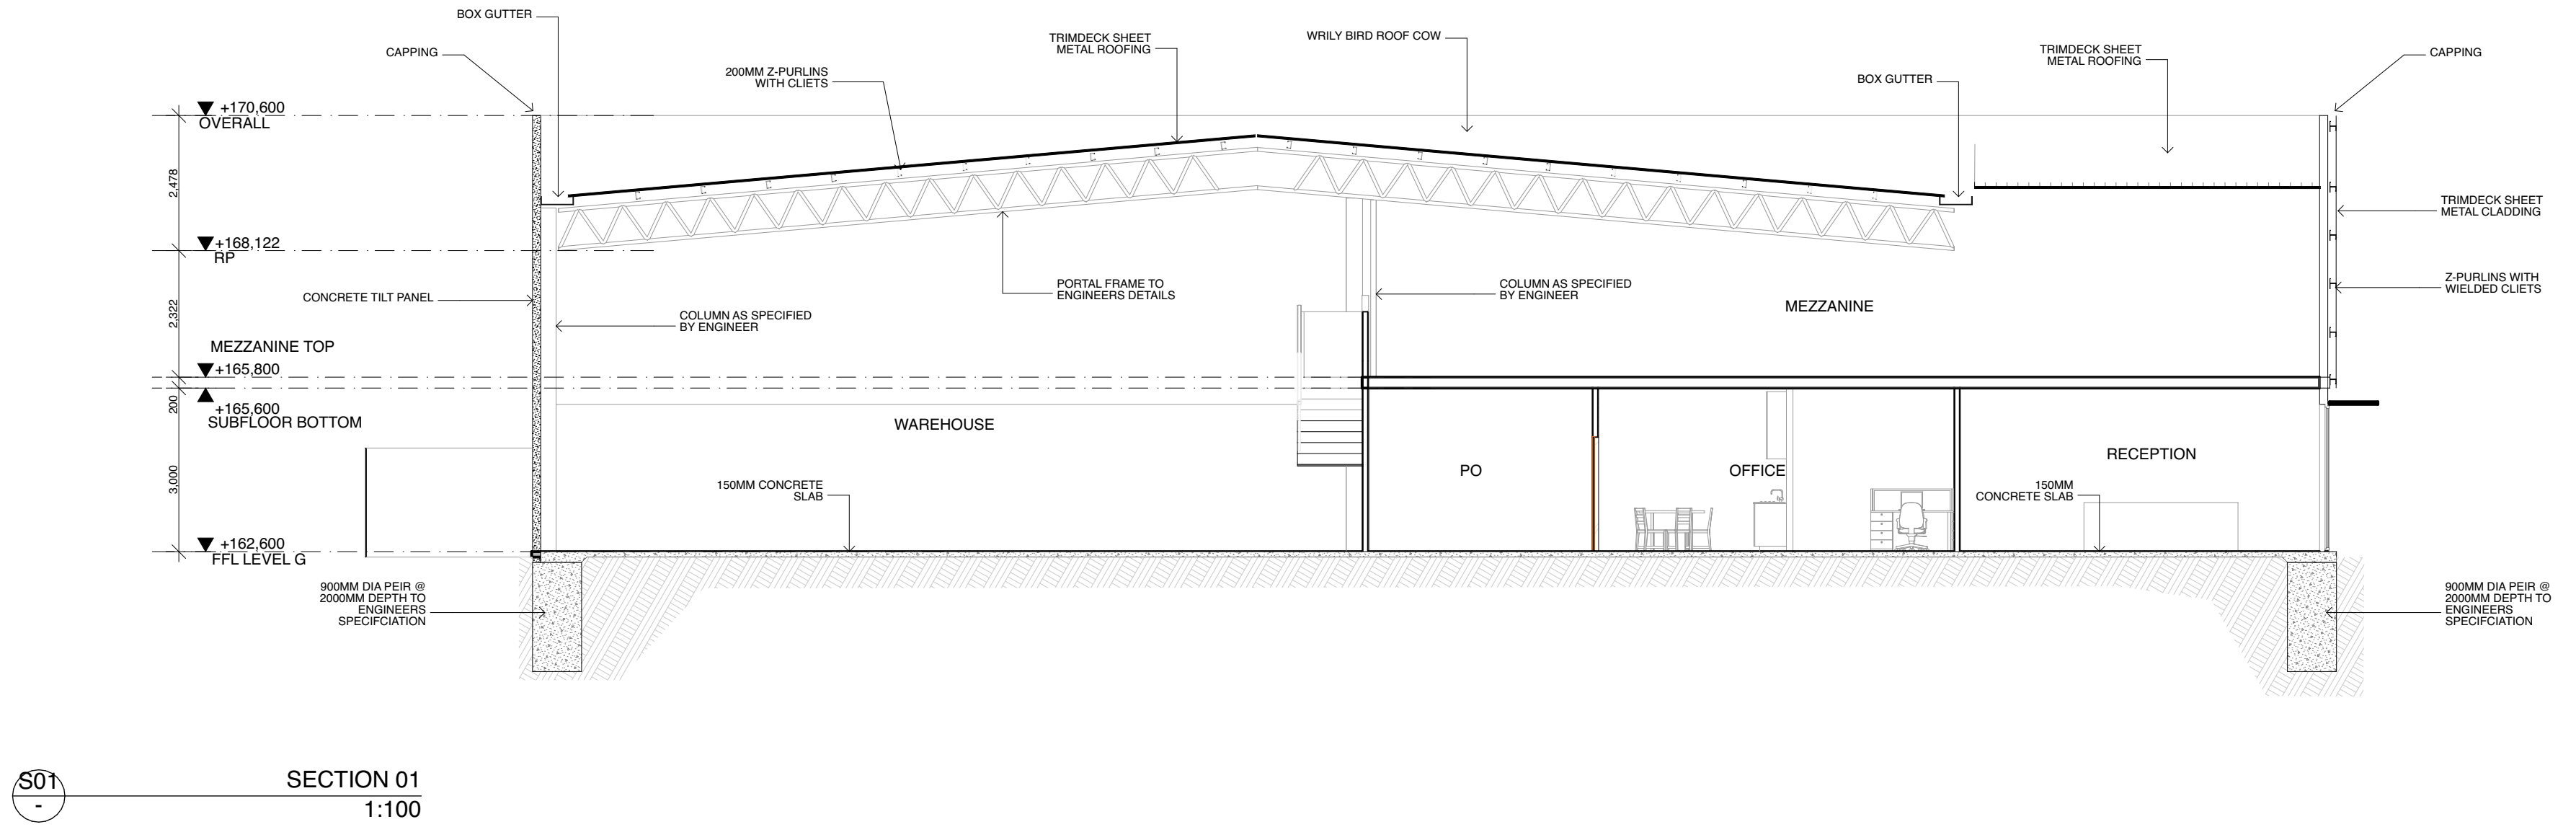 BOX GUTTER
CAPPING
TRIMDECK SHEET
METAL ROOFING
WRILY BIRD ROOF COW
TRIMDECK SHEET
METAL ROOFING
CAPPING
200MM Z-PURLINS
WITH CLIETS
BOX GUTTER
+170,600
OVERALL
2,478
TRIMDECK SHEET
METAL CLADDING
+168,122
RP
PORTAL FRAME TO
ENGINEERS DETAILS
COLUMN AS SPECIFIED
BY ENGINEER
Z-PURLINS WITH
WIELDED CLIETS
CONCRETE TILT PANEL
MEZZANINE
2,322
COLUMN AS SPECIFIED
BY ENGINEER
MEZZANINE TOP
+165,800
200
+165,600
SUBFLOOR BOTTOM
WAREHOUSE
RECEPTION
PO
OFFICE
3,000
150MM CONCRETE
SLAB
150MM
CONCRETE SLAB
+162,600
FFL LEVEL G
900MM DIA PEIR @
2000MM DEPTH TO
ENGINEERS
SPECIFCIATION
900MM DIA PEIR @
2000MM DEPTH TO
ENGINEERS
SPECIFCIATION
S01
-
SECTION 01
1:100